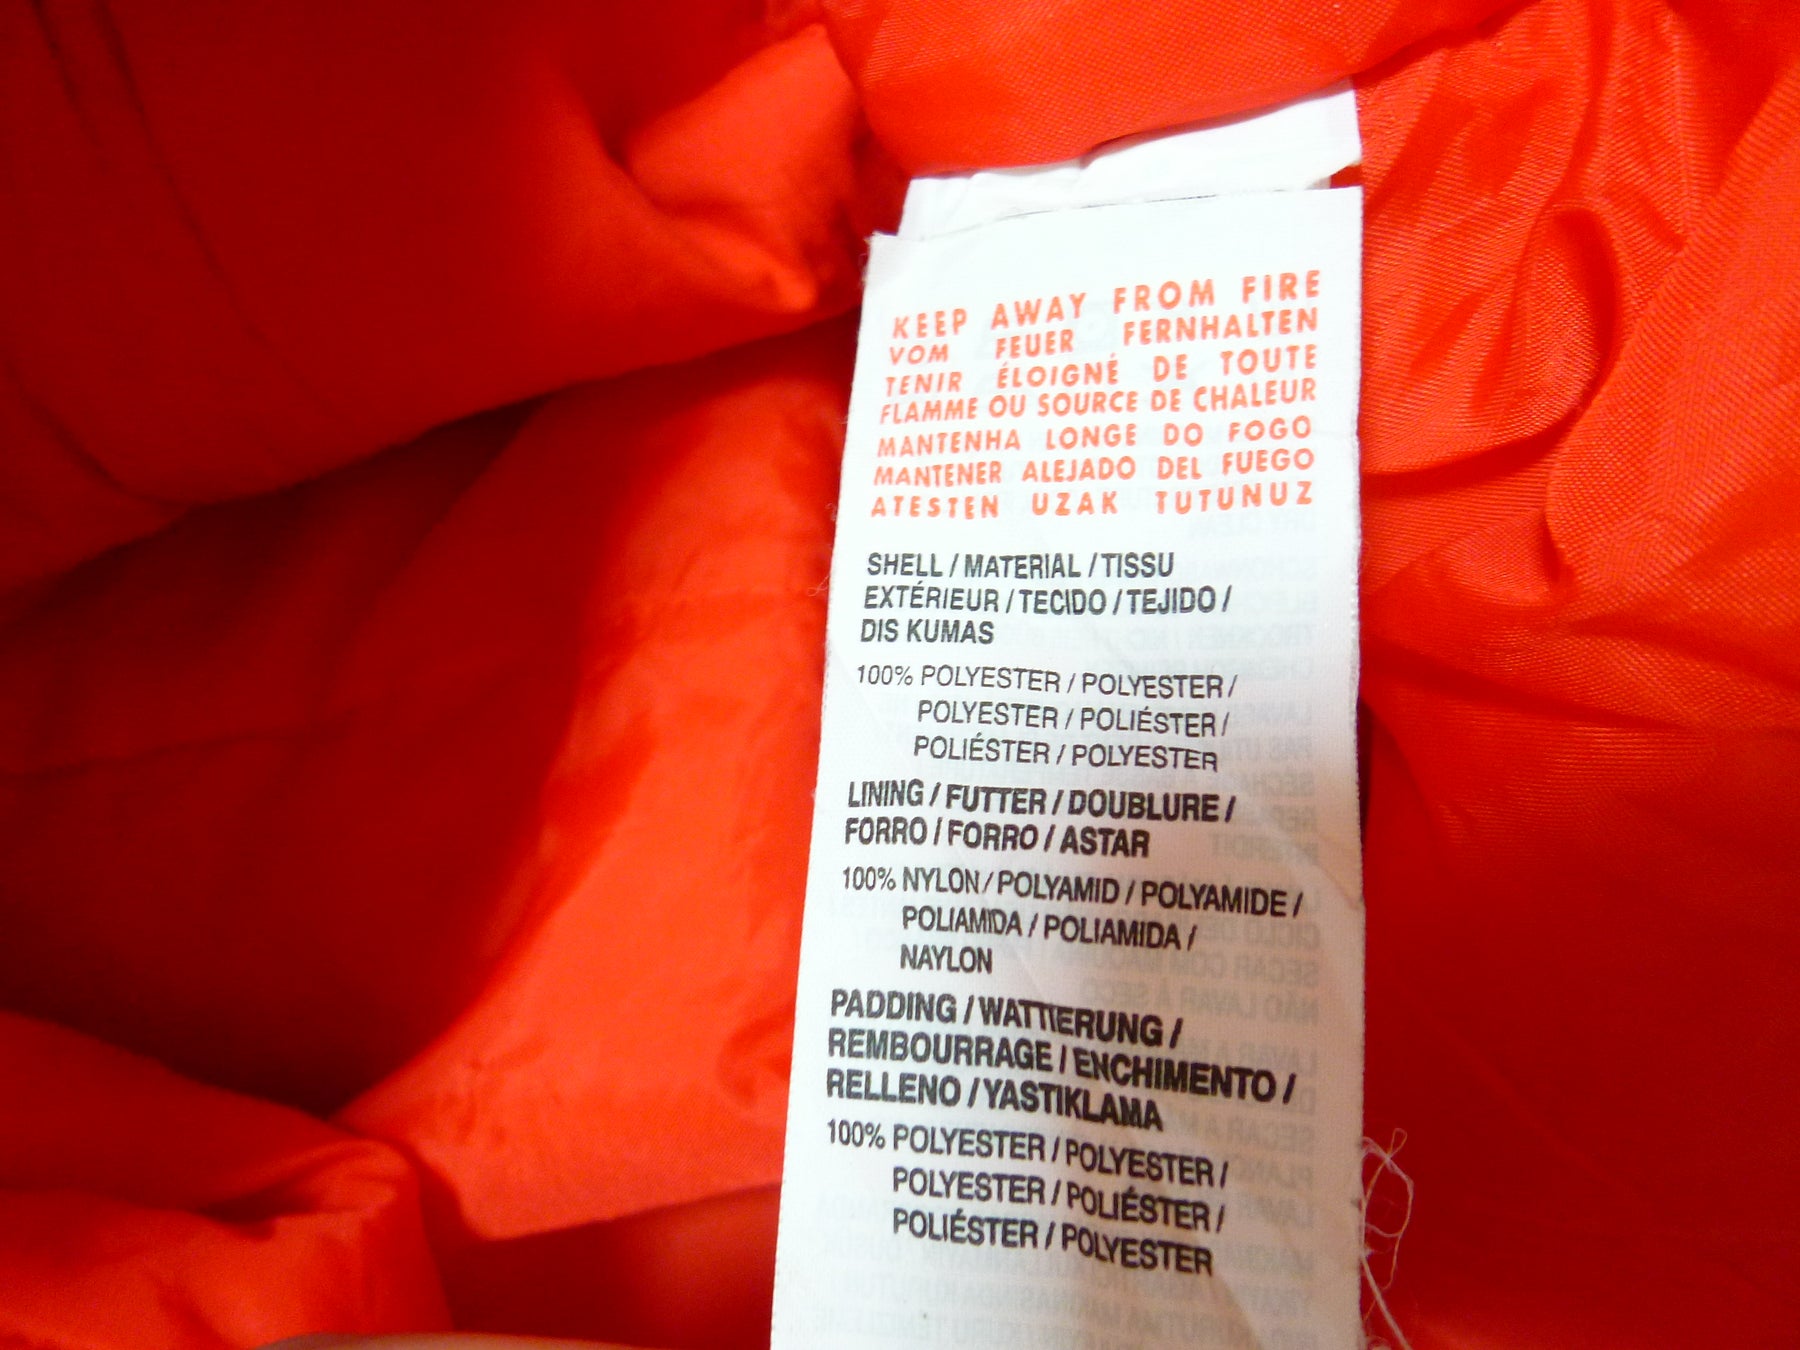 KEEP AWAY FROM FIRE
VOM FEUER FERNHALTEN
TENIR ÉLOIGNÉ DE TOUTE
FLAMME OU SOURCE DE CHALEUR
MANTENHA LONGE DO FOGO
MANTENER ALEJADO DEL FUEGO
ATESTEN UZAK TUTUNUZ
SHELL / MATERIAL / TISSU
EXTÉRIEUR / TECIDO / TEJIDO /
DIS KUMAS
100% POLYESTER / POLYESTER /
POLYESTER / POLIÉSTER /
POLIÉSTER / POLYESTER
LINING / FUTTER / DOUBLURE /
FORRO / FORRO / ASTAR
100% NYLON / POLYAMID / POLYAMIDE /
POLIAMIDA / POLIAMIDA /
NAYLON
PADDING / WATTIERUNG /
REMBOURRAGE / ENCHIMENTO /
RELLENO / YASTIKLAMA
100% POLYESTER / POLYESTER /
POLYESTER / POLIÉSTER /
POLIÉSTER / POLYESTER